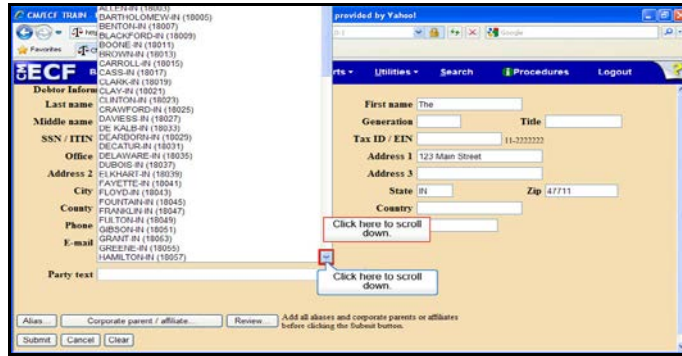 CM/ECF TRAIN
provided by Yahoo!
Google
Favorites
ECF
Utilities
Search
Procedures
Logout
ALLEN-IN (18003)
BARTHOLOMEW-IN (18005)
BENTON-IN (18007)
BLACKFORD-IN (18009)
BOONE-IN (18011)
BROWN-IN (18013)
CARROLL-IN (18015)
CASS-IN (18017)
CLARK-IN (18019)
CLAY-IN (18021)
CLINTON-IN (18023)
CRAWFORD-IN (18025)
DAVIESS-IN (18027)
DE KALB-IN (18033)
DEARBORN-IN (18029)
DECATUR-IN (18031)
DELAWARE-IN (18035)
DUBOIS-IN (18037)
ELKHART-IN (18039)
FAYETTE-IN (18041)
FLOYD-IN (18043)
FOUNTAIN-IN (18045)
FRANKLIN-IN (18047)
FULTON-IN (18049)
GIBSON-IN (18051)
GRANT-IN (18053)
GREENE-IN (18055)
HAMILTON-IN (18057)
Debtor Inform
Last name
First name The
Middle name
Generation
Title
SSN / ITIN
Tax ID / EIN
11-2222222
Office
Address 1 123 Main Street
Address 2
Address 3
City
State IN
Zip 47711
County
Country
Phone
E-mail
Click here to scroll
down.
Click here to scroll
down.
Party text
Alias...
Corporate parent / affiliate...
Review...
Add all aliases and corporate parents or affiliates
before clicking the Submit button.
Submit
Cancel
Clear